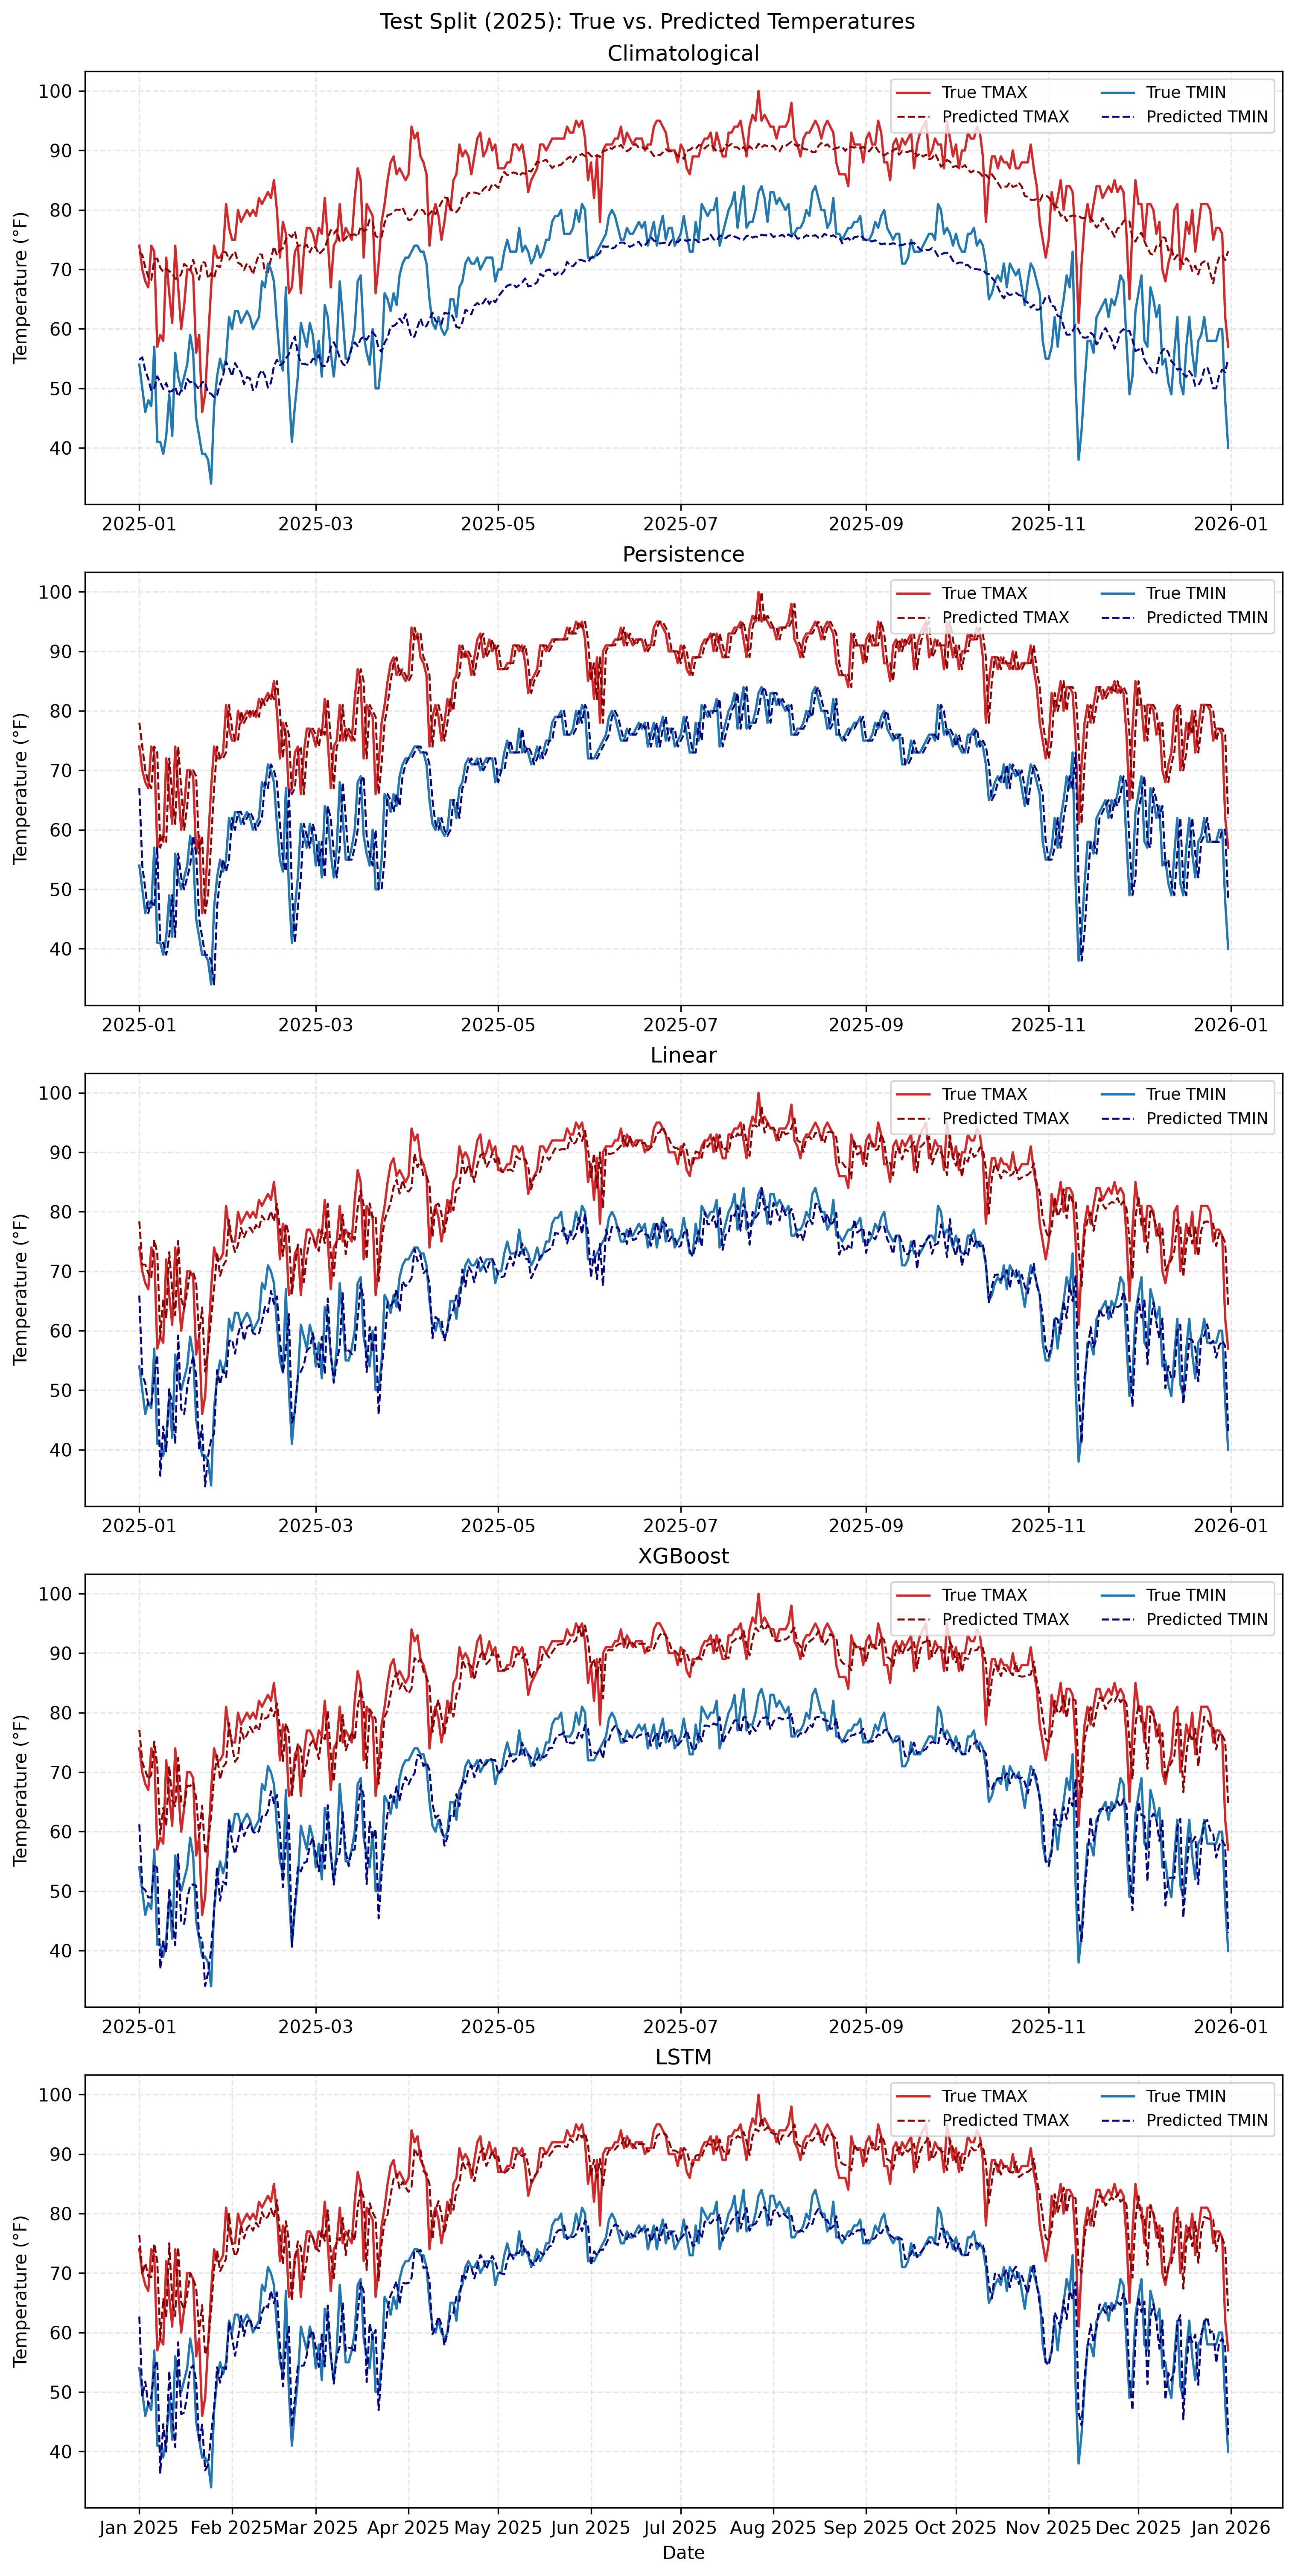 Test Split (2025): True vs. Predicted Temperatures
Climatological
True TMAX
Predicted TMAX
True TMIN
Predicted TMIN
Temperature (°F)
100
90
80
70
60
50
40
2025-01 2025-03 2025-05 2025-07 2025-09 2025-11 2026-01
Persistence
True TMAX
Predicted TMAX
True TMIN
Predicted TMIN
Temperature (°F)
100
90
80
70
60
50
40
2025-01 2025-03 2025-05 2025-07 2025-09 2025-11 2026-01
Linear
True TMAX
Predicted TMAX
True TMIN
Predicted TMIN
Temperature (°F)
100
90
80
70
60
50
40
2025-01 2025-03 2025-05 2025-07 2025-09 2025-11 2026-01
XGBoost
True TMAX
Predicted TMAX
True TMIN
Predicted TMIN
Temperature (°F)
100
90
80
70
60
50
40
2025-01 2025-03 2025-05 2025-07 2025-09 2025-11 2026-01
LSTM
True TMAX
Predicted TMAX
True TMIN
Predicted TMIN
Temperature (°F)
100
90
80
70
60
50
40
Jan 2025 Feb 2025 Mar 2025 Apr 2025 May 2025 Jun 2025 Jul 2025 Aug 2025 Sep 2025 Oct 2025 Nov 2025 Dec 2025 Jan 2026
Date